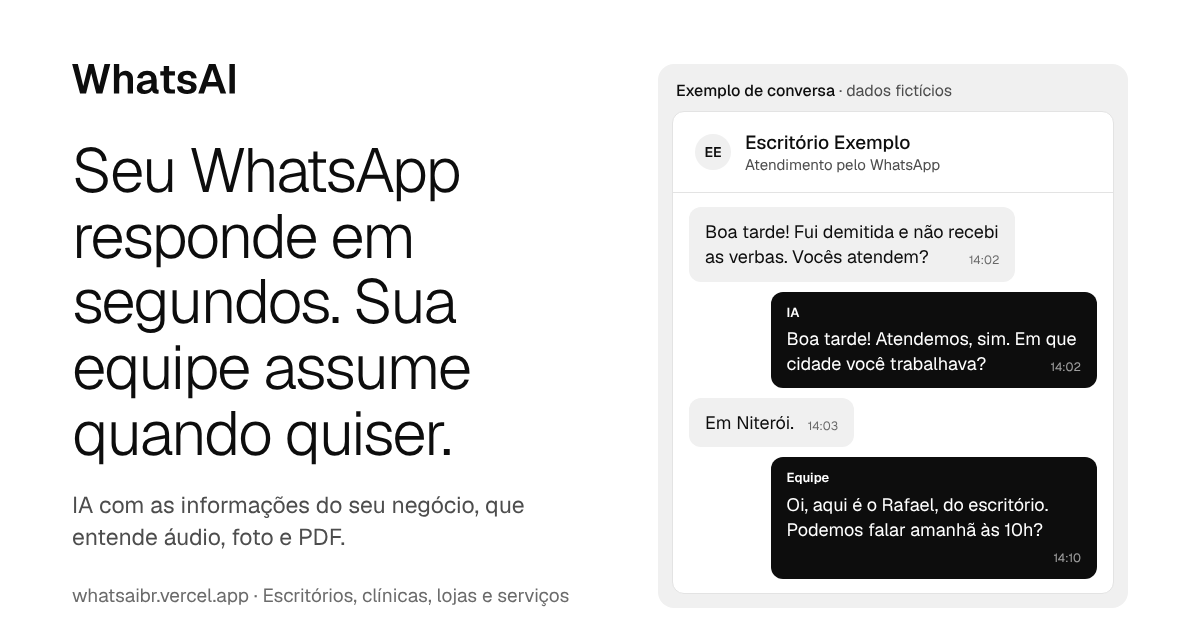 WhatsAI
Seu WhatsApp
responde em
segundos. Sua
equipe assume
quando quiser.
IA com as informações do seu negócio, que
entende áudio, foto e PDF.
whatsaibr.vercel.app · Escritórios, clínicas, lojas e serviços
Exemplo de conversa · dados fictícios
EE
Escritório Exemplo
Atendimento pelo WhatsApp
Boa tarde! Fui demitida e não recebi
as verbas. Vocês atendem? 14:02
IA
Boa tarde! Atendemos, sim. Em que
cidade você trabalhava? 14:02
Em Niterói. 14:03
Equipe
Oi, aqui é o Rafael, do escritório.
Podemos falar amanhã às 10h?
14:10